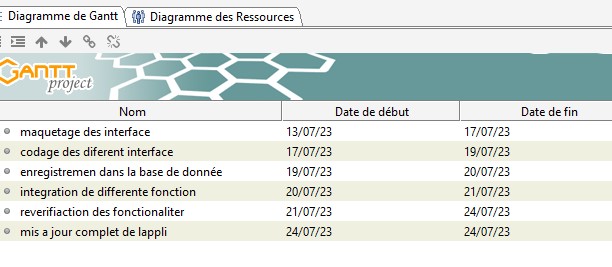 Diagramme de Gantt Diagramme des Ressources
GANTT
project
Nom Date de début Date de fin
maquetage des interface 13/07/23 17/07/23
codage des diferent interface 17/07/23 19/07/23
enregistremen dans la base de donnée 19/07/23 20/07/23
integration de differente fonction 20/07/23 21/07/23
reverifiaction des fonctionaliter 21/07/23 24/07/23
mis a jour complet de lappli 24/07/23 24/07/23